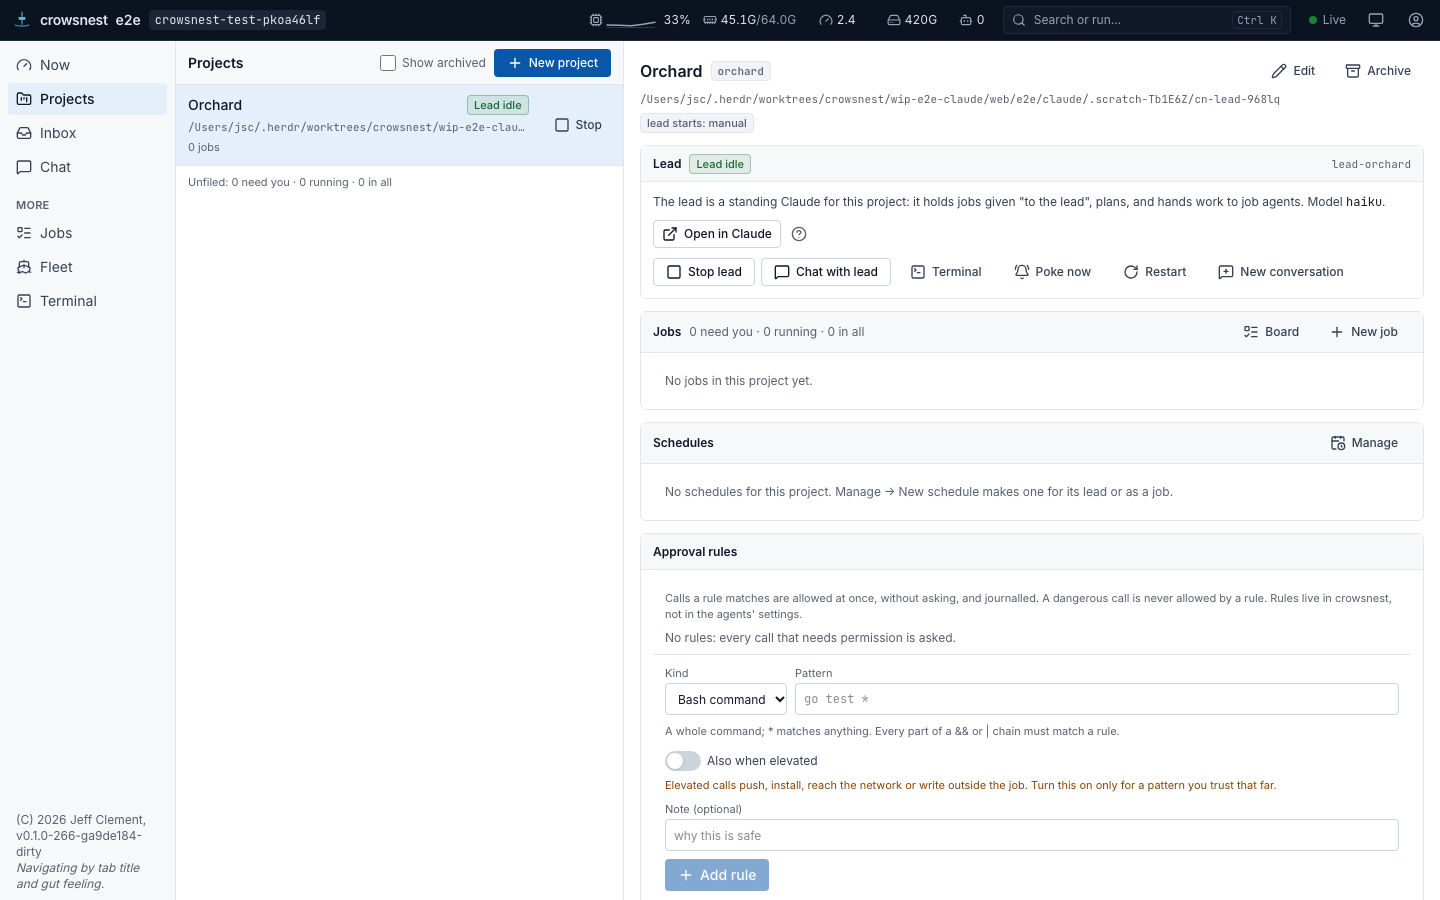 crowsnest e2e crowsnest-test-pkoa46lf 33% 45.1G/64.0G 2.4 420G 0 Search or run... Ctrl K Live
Now
Projects
Inbox
Chat
MORE
Jobs
Fleet
Terminal
(C) 2026 Jeff Clement,
v0.1.0-266-ga9de184-
dirty
Navigating by tab title
and gut feeling.
Projects Show archived New project
Orchard Lead idle
/Users/jsc/.herdr/worktrees/crowsnest/wip-e2e-clau…
0 jobs
Stop
Unfiled: 0 need you · 0 running · 0 in all
Orchard orchard Edit Archive
/Users/jsc/.herdr/worktrees/crowsnest/wip-e2e-claude/web/e2e/claude/.scratch-Tb1E6Z/cn-lead-968lq
lead starts: manual
Lead Lead idle lead-orchard
The lead is a standing Claude for this project: it holds jobs given "to the lead", plans, and hands work to job agents. Model haiku.
Open in Claude
Stop lead Chat with lead Terminal Poke now Restart New conversation
Jobs 0 need you · 0 running · 0 in all Board New job
No jobs in this project yet.
Schedules Manage
No schedules for this project. Manage → New schedule makes one for its lead or as a job.
Approval rules
Calls a rule matches are allowed at once, without asking, and journalled. A dangerous call is never allowed by a rule. Rules live in crowsnest,
not in the agents' settings.
No rules: every call that needs permission is asked.
Kind Pattern
Bash command go test *
A whole command; * matches anything. Every part of a && or | chain must match a rule.
Also when elevated
Elevated calls push, install, reach the network or write outside the job. Turn this on only for a pattern you trust that far.
Note (optional)
why this is safe
Add rule